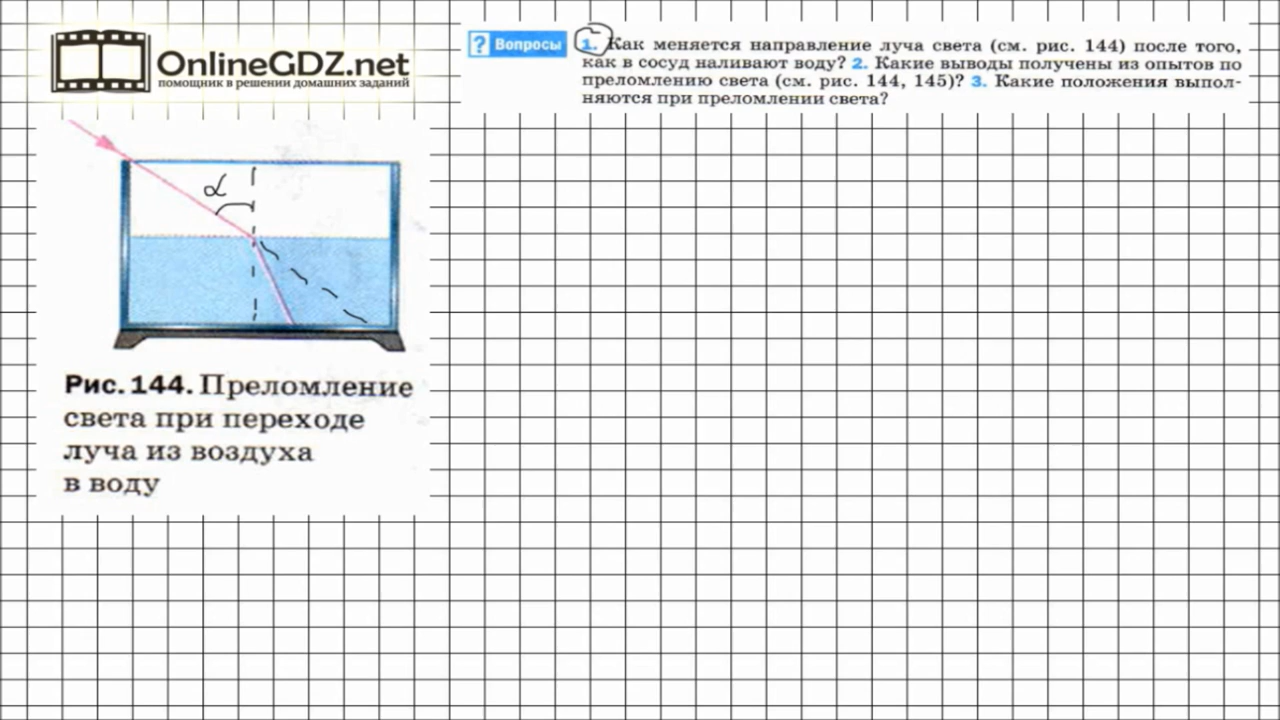 OnlineGDZ.net
помощник в решении домашних заданий
? Вопросы
1. Как меняется направление луча света (см. рис. 144) после того,
как в сосуд наливают воду? 2. Какие выводы получены из опытов по
преломлению света (см. рис. 144, 145)? 3. Какие положения выпол-
няются при преломлении света?
α
Рис. 144. Преломление
света при переходе
луча из воздуха
в воду